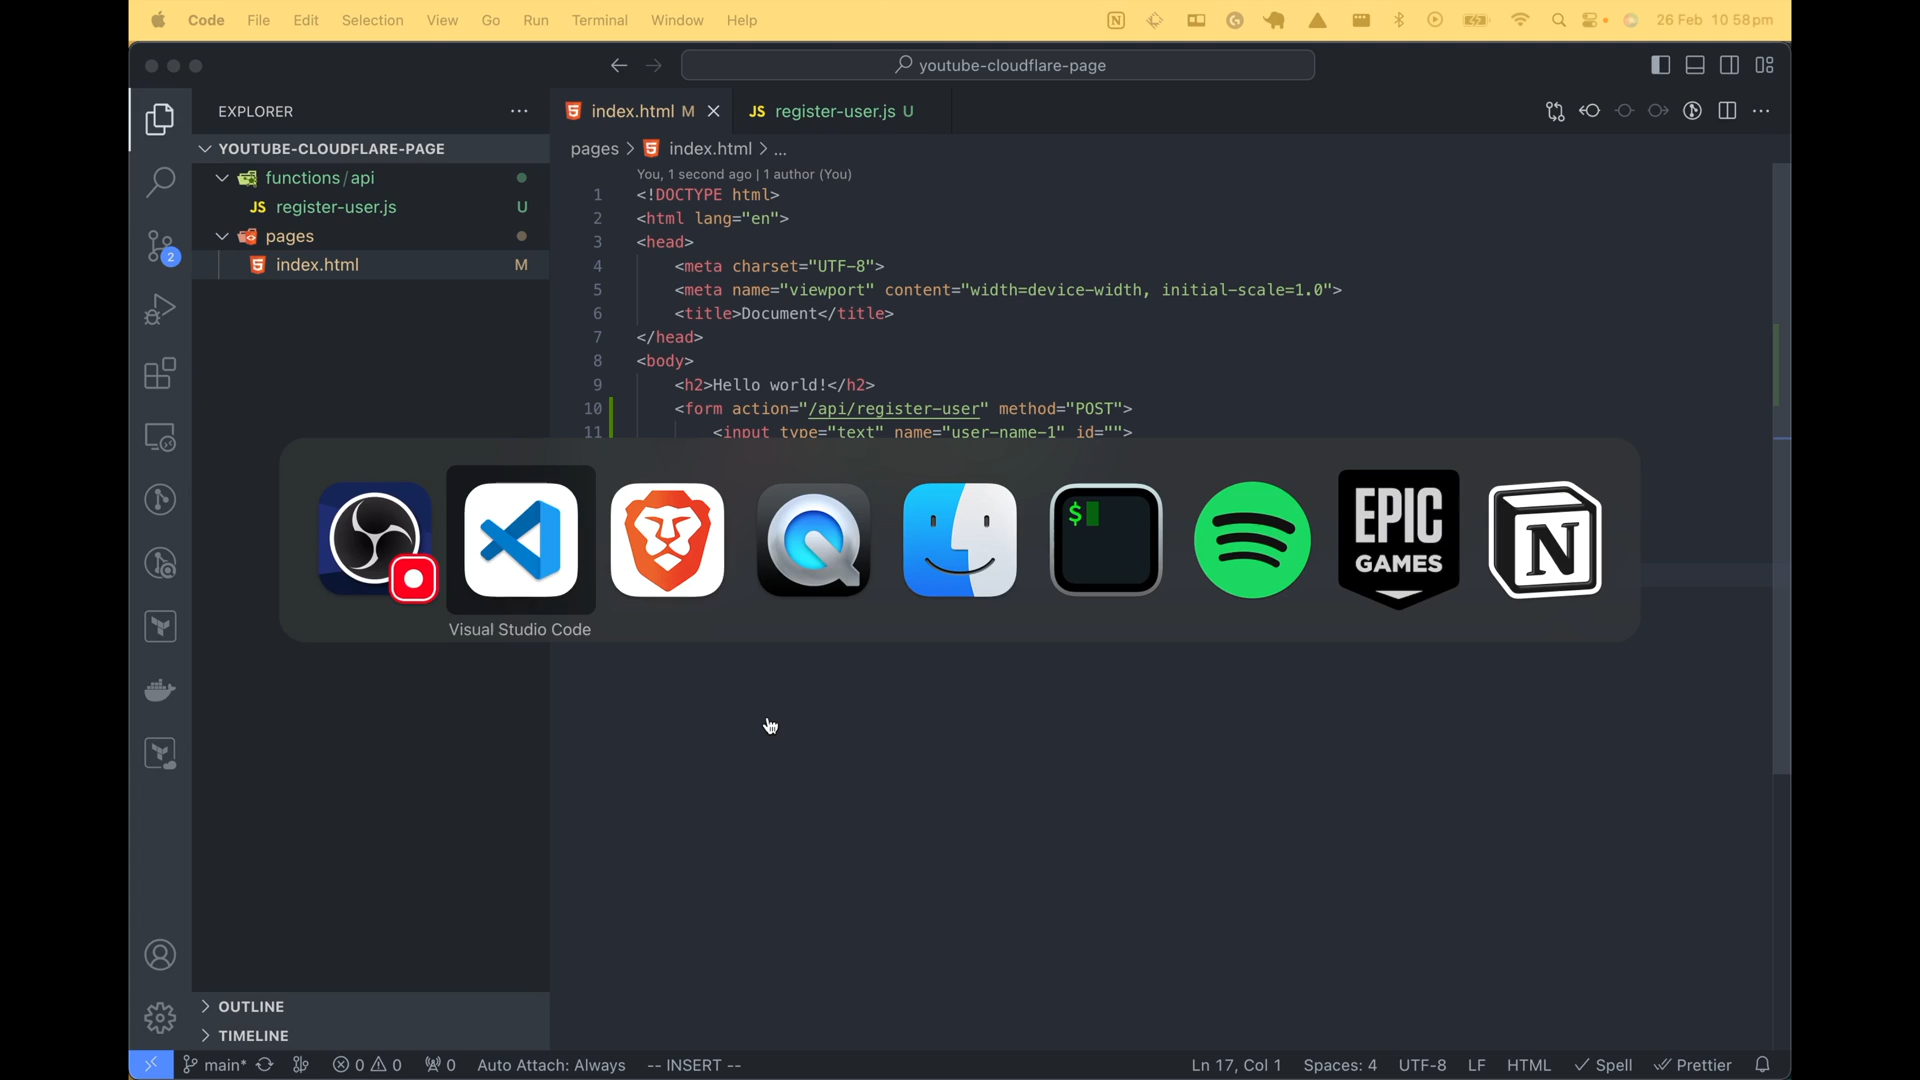 Code File Edit Selection View Go Run Terminal Window Help 26 Feb 10:58 pm
youtube-cloudflare-page
EXPLORER
index.html M
JS register-user.js U
YOUTUBE-CLOUDFLARE-PAGE
pages > index.html > ...
functions/api
You, 1 second ago | 1 author (You)
JS register-user.js U
pages
index.html M
2
1 <!DOCTYPE html>
2 <html lang="en">
3 <head>
4 <meta charset="UTF-8">
5 <meta name="viewport" content="width=device-width, initial-scale=1.0">
6 <title>Document</title>
7 </head>
8 <body>
9 <h2>Hello world!</h2>
10 <form action="/api/register-user" method="POST">
11 <input type="text" name="user-name-1" id="">
$
EPIC
GAMES
N
Visual Studio Code
OUTLINE
TIMELINE
main* 0 0 0 Auto Attach: Always -- INSERT -- Ln 17, Col 1 Spaces: 4 UTF-8 LF HTML Spell Prettier